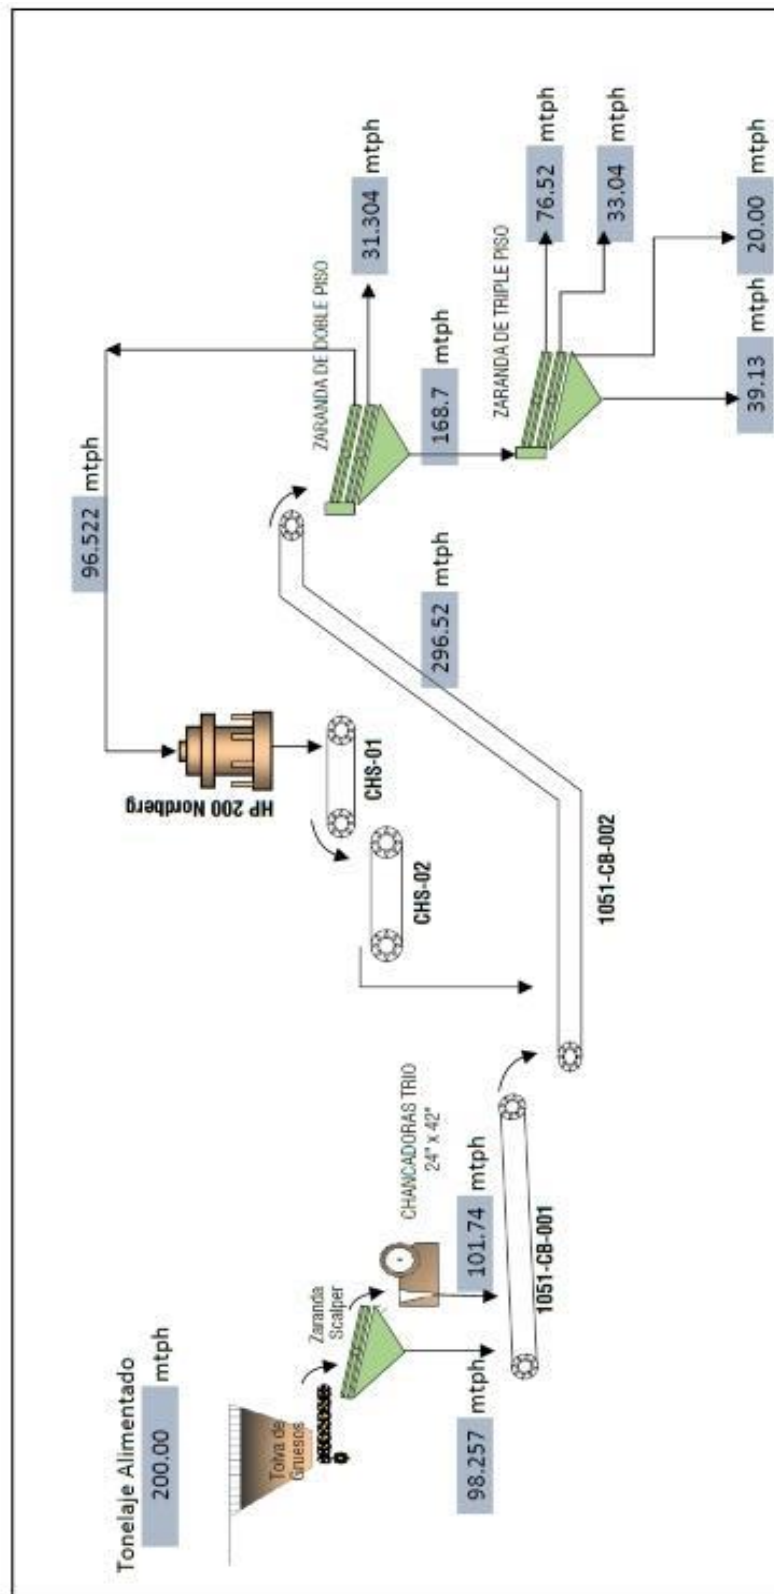 Tonelaje Alimentado
200.00 mtph
Tolva de
Gruesos
Zaranda
Scalper
98.257 mtph
CHANCADORAS TRIO
24" x 42"
101.74 mtph
1051-CB-001
HP 200 Nordberg
96.522 mtph
CHS-01
CHS-02
1051-CB-002
296.52 mtph
ZARANDA DE DOBLE PISO
31.304 mtph
168.7 mtph
ZARANDA DE TRIPLE PISO
76.52 mtph
33.04 mtph
20.00 mtph
39.13 mtph